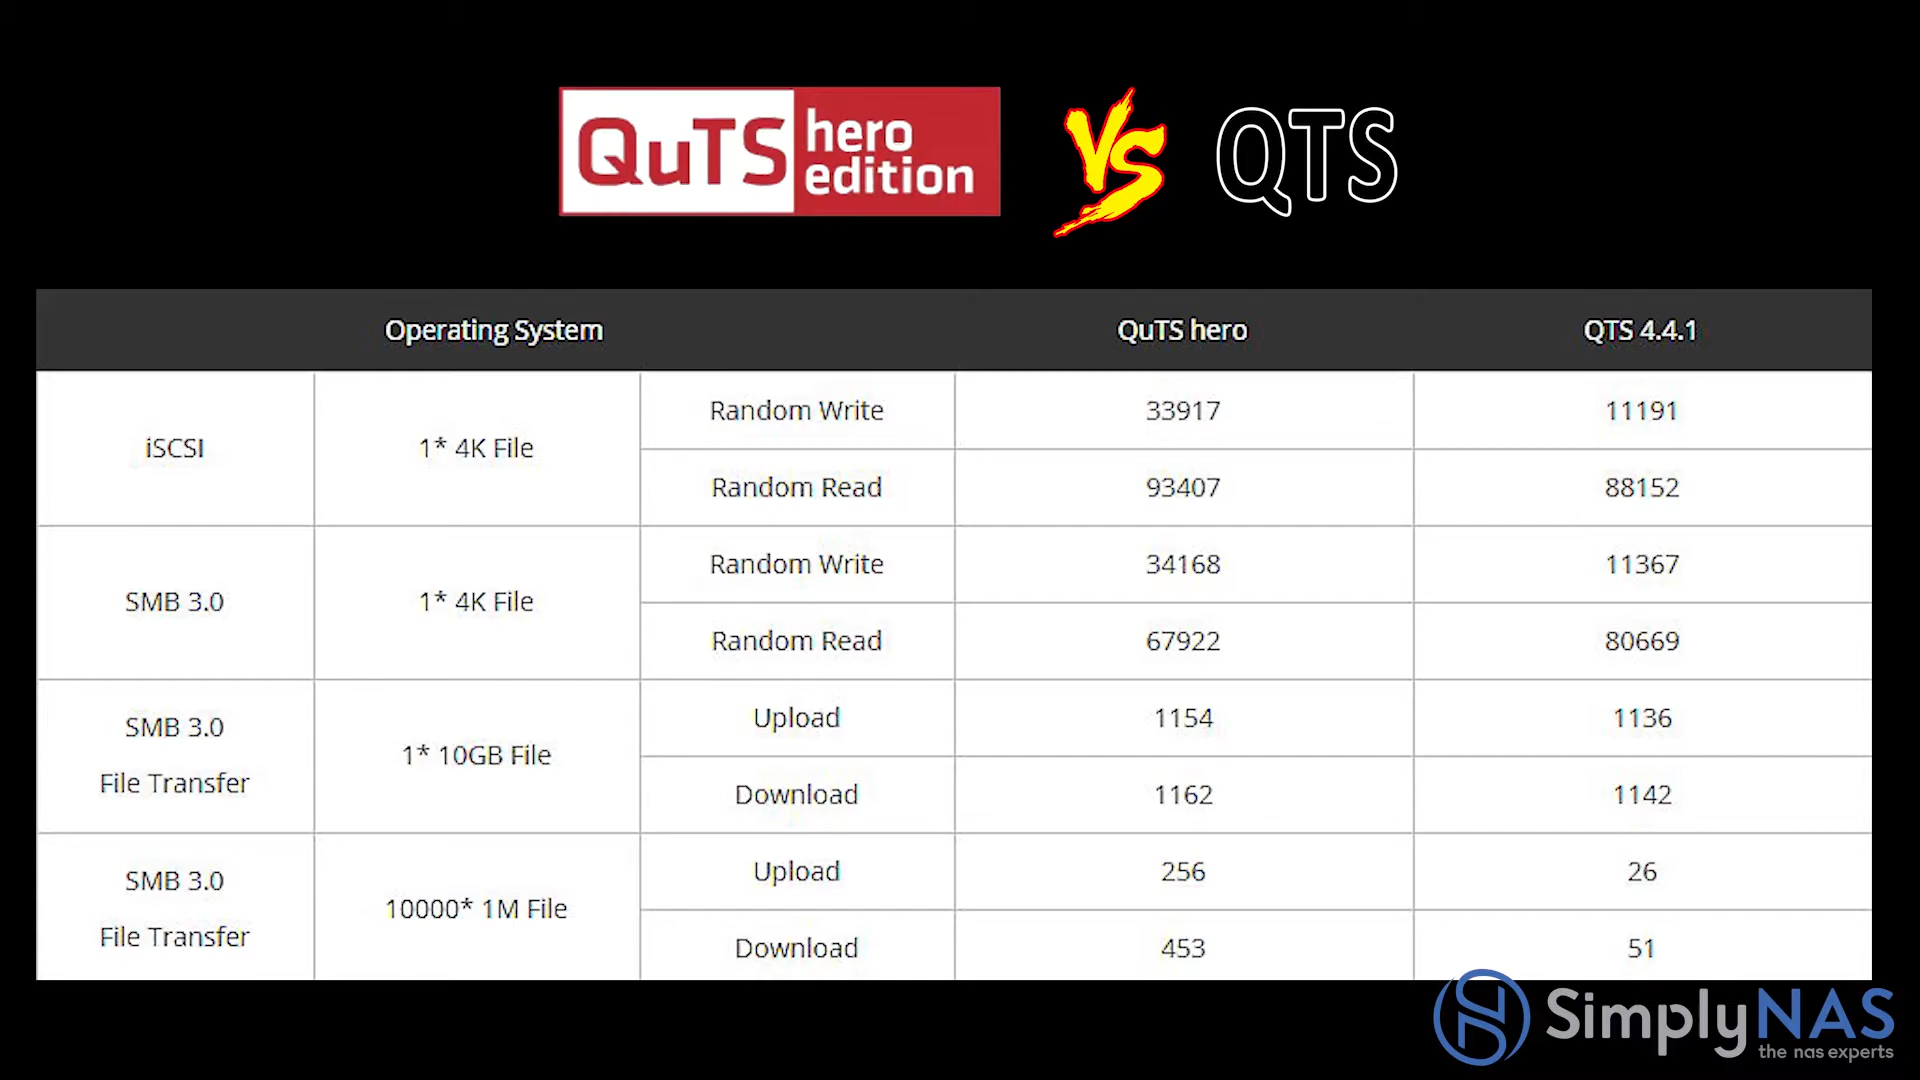 QuTS hero edition VS QTS
Operating System QuTS hero QTS 4.4.1
iSCSI 1* 4K File Random Write 33917 11191
Random Read 93407 88152
SMB 3.0 1* 4K File Random Write 34168 11367
Random Read 67922 80669
SMB 3.0 File Transfer 1* 10GB File Upload 1154 1136
Download 1162 1142
SMB 3.0 File Transfer 10000* 1M File Upload 256 26
Download 453 51
SimplyNAS
the nas experts